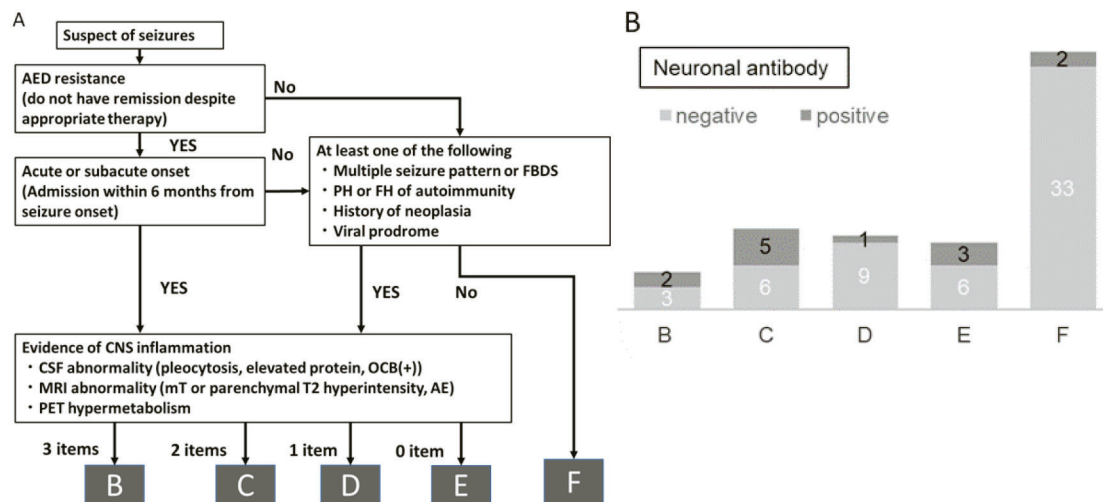 A
Suspect of seizures
AED resistance
(do not have remission despite
appropriate therapy)
No
YES
Acute or subacute onset
(Admission within 6 months from
seizure onset)
No
At least one of the following
・Multiple seizure pattern or FBDS
・PH or FH of autoimmunity
・History of neoplasia
・Viral prodrome
YES
YES
No
Evidence of CNS inflammation
・CSF abnormality (pleocytosis, elevated protein, OCB(+))
・MRI abnormality (mT or parenchymal T2 hyperintensity, AE)
・PET hypermetabolism
3 items
2 items
1 item
0 item
B
C
D
E
F
B
Neuronal antibody
negative positive
2
33
5
6
1
9
3
6
2
3
B C D E F